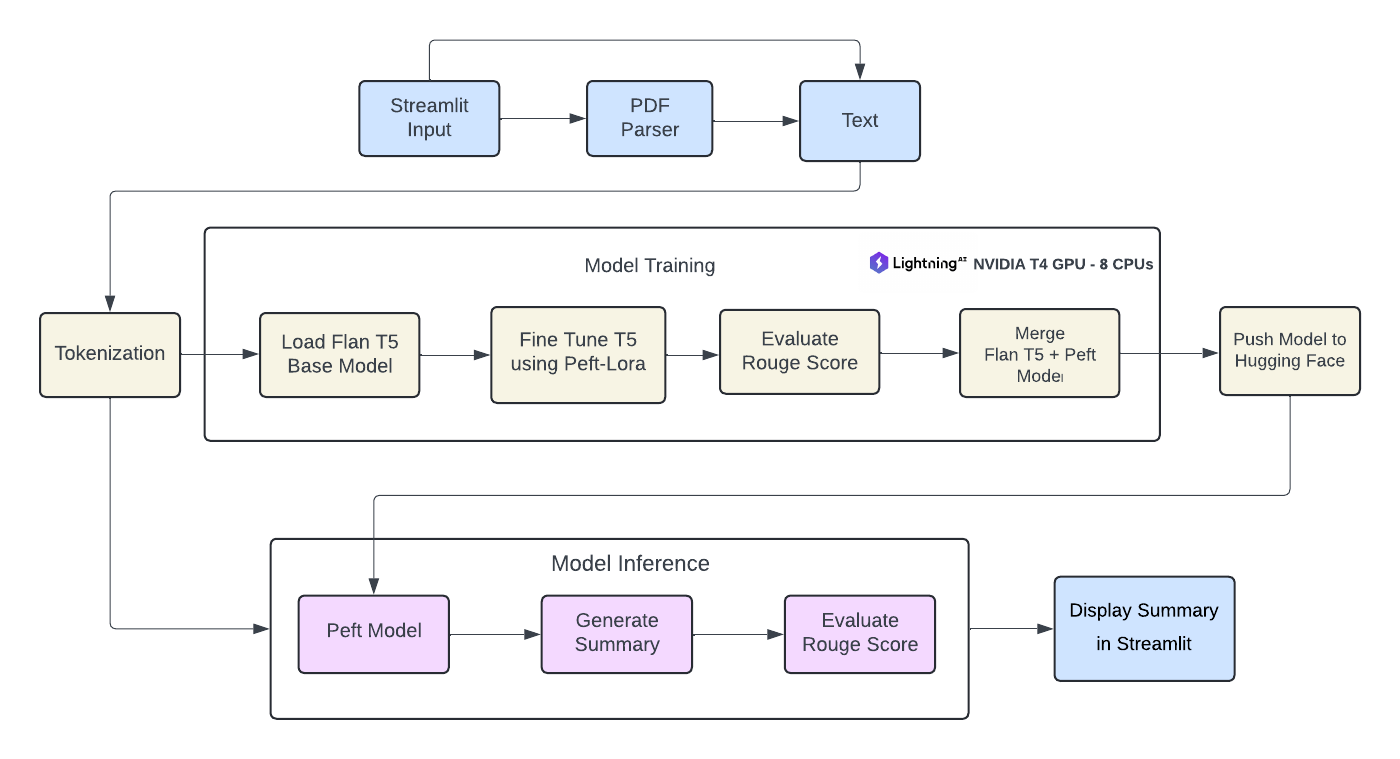 Streamlit
Input
PDF
Parser
Text
Model Training
Lightning AI NVIDIA T4 GPU - 8 CPUs
Tokenization
Load Flan T5
Base Model
Fine Tune T5
using Peft-Lora
Evaluate
Rouge Score
Merge
Flan T5 + Peft
Model
Push Model to
Hugging Face
Model Inference
Peft Model
Generate
Summary
Evaluate
Rouge Score
Display Summary
in Streamlit